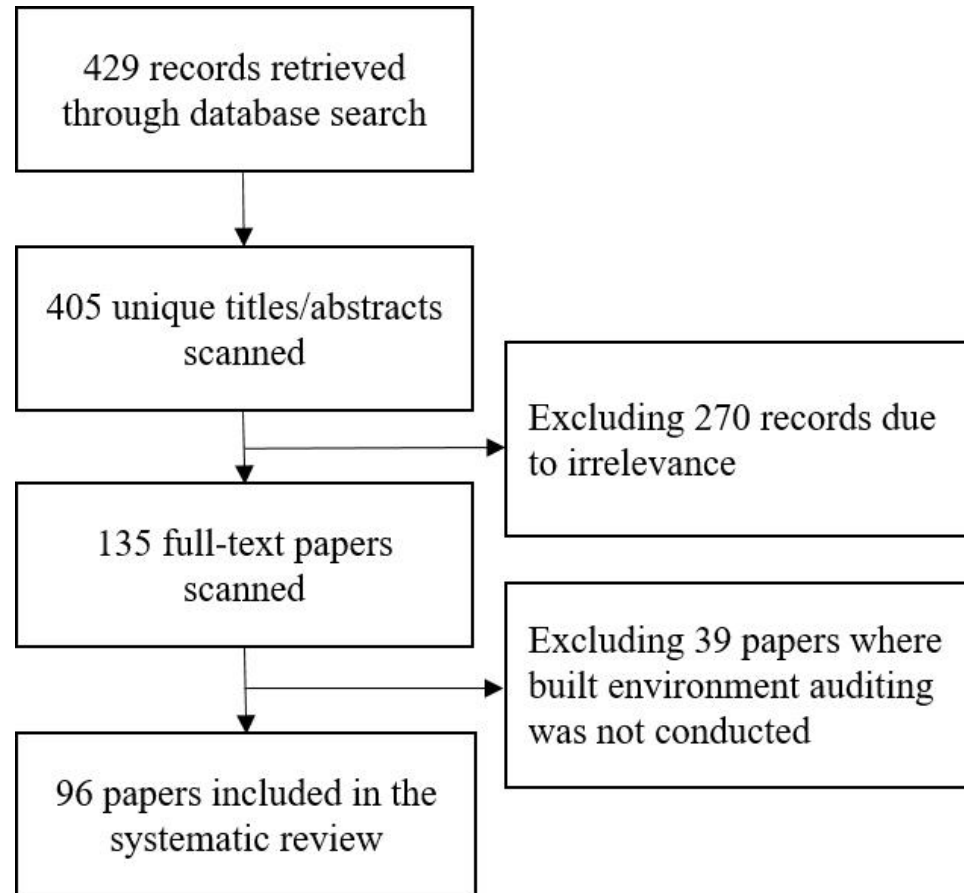 429 records retrieved
through database search
405 unique titles/abstracts
scanned
Excluding 270 records due
to irrelevance
135 full-text papers
scanned
Excluding 39 papers where
built environment auditing
was not conducted
96 papers included in the
systematic review